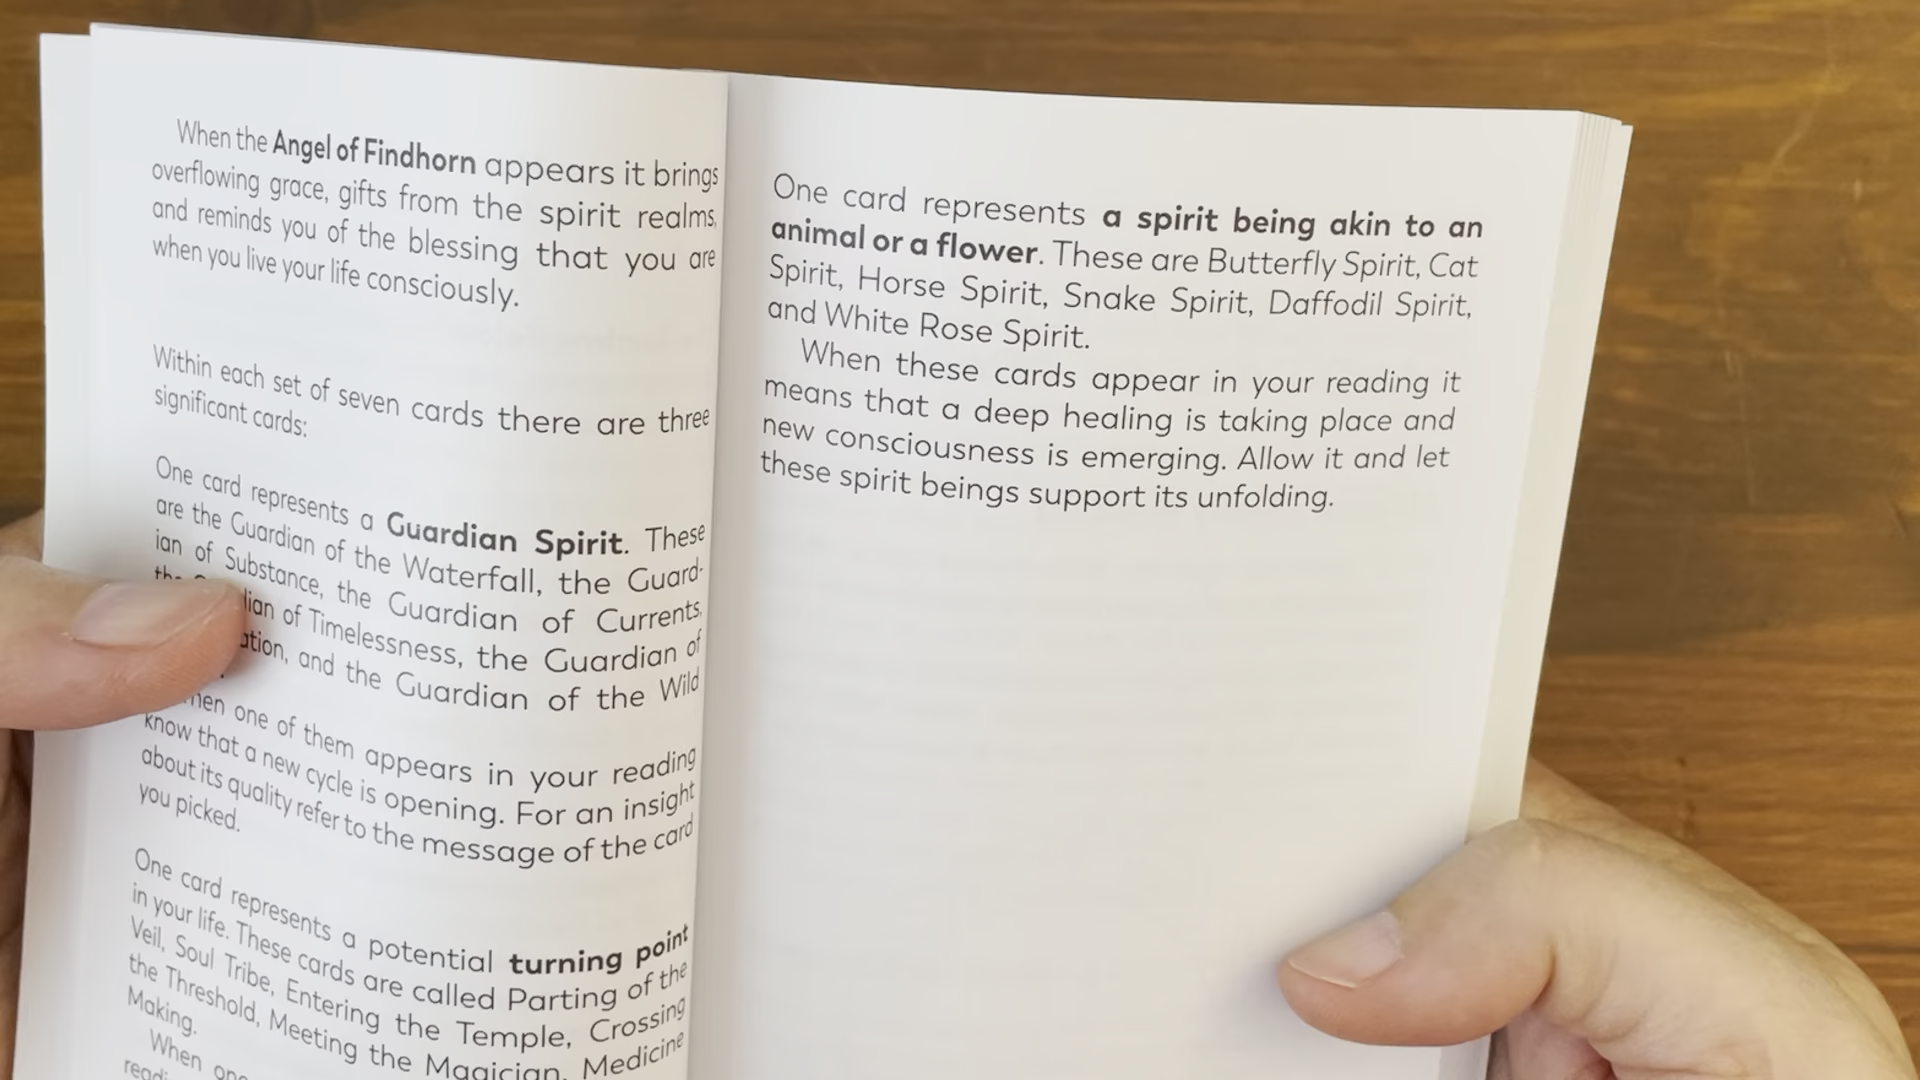 When the Angel of Findhorn appears it brings
overflowing grace, gifts from the spirit realms,
and reminds you of the blessing that you are
when you live your life consciously.
Within each set of seven cards there are three
significant cards:
One card represents a Guardian Spirit. These
are the Guardian of the Waterfall, the Guard-
ian of Substance, the Guardian of Currents,
the of Timelessness, the Guardian of
and the Guardian of the Wild
one of them appears in your reading
know that a new cycle is opening. For an insight
about its quality refer to the message of the card
you picked.
One card represents a potential turning point
in your life. These cards are called Parting of the
Veil, Soul Tribe, Entering the Temple, Crossing
the Threshold, Meeting the Magician, Medicine
Making.
When one
One card represents a spirit being akin to an
animal or a flower. These are Butterfly Spirit, Cat
Spirit, Horse Spirit, Snake Spirit, Daffodil Spirit,
and White Rose Spirit.
When these cards appear in your reading it
means that a deep healing is taking place and
new consciousness is emerging. Allow it and let
these spirit beings support its unfolding.